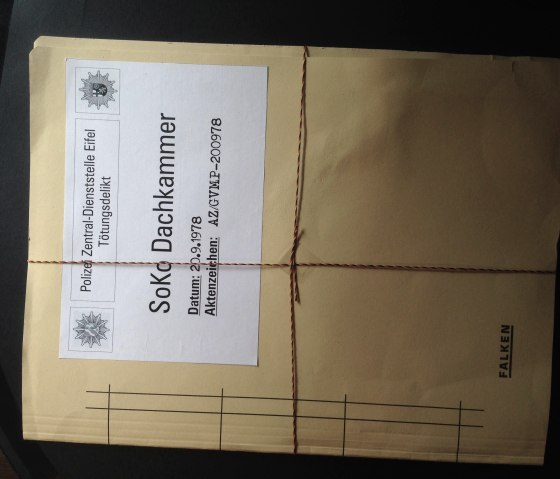 Polizei Zentral-Dienststelle Eifel
Tötungsdelikt
SoKo Dachkammer
Datum: 20.9.1978
Aktenzeichen: AZ/GVMP-200978
FALKEN